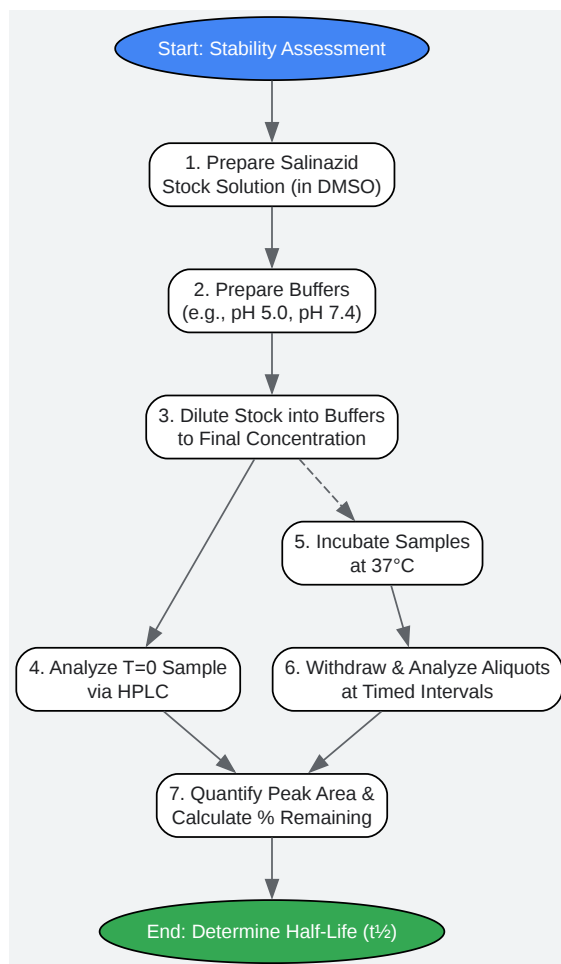 Start: Stability Assessment
1. Prepare Salinazid
Stock Solution (in DMSO)
2. Prepare Buffers
(e.g., pH 5.0, pH 7.4)
3. Dilute Stock into Buffers
to Final Concentration
5. Incubate Samples
at 37°C
4. Analyze T=0 Sample
via HPLC
6. Withdraw & Analyze Aliquots
at Timed Intervals
7. Quantify Peak Area &
Calculate % Remaining
End: Determine Half-Life (t½)